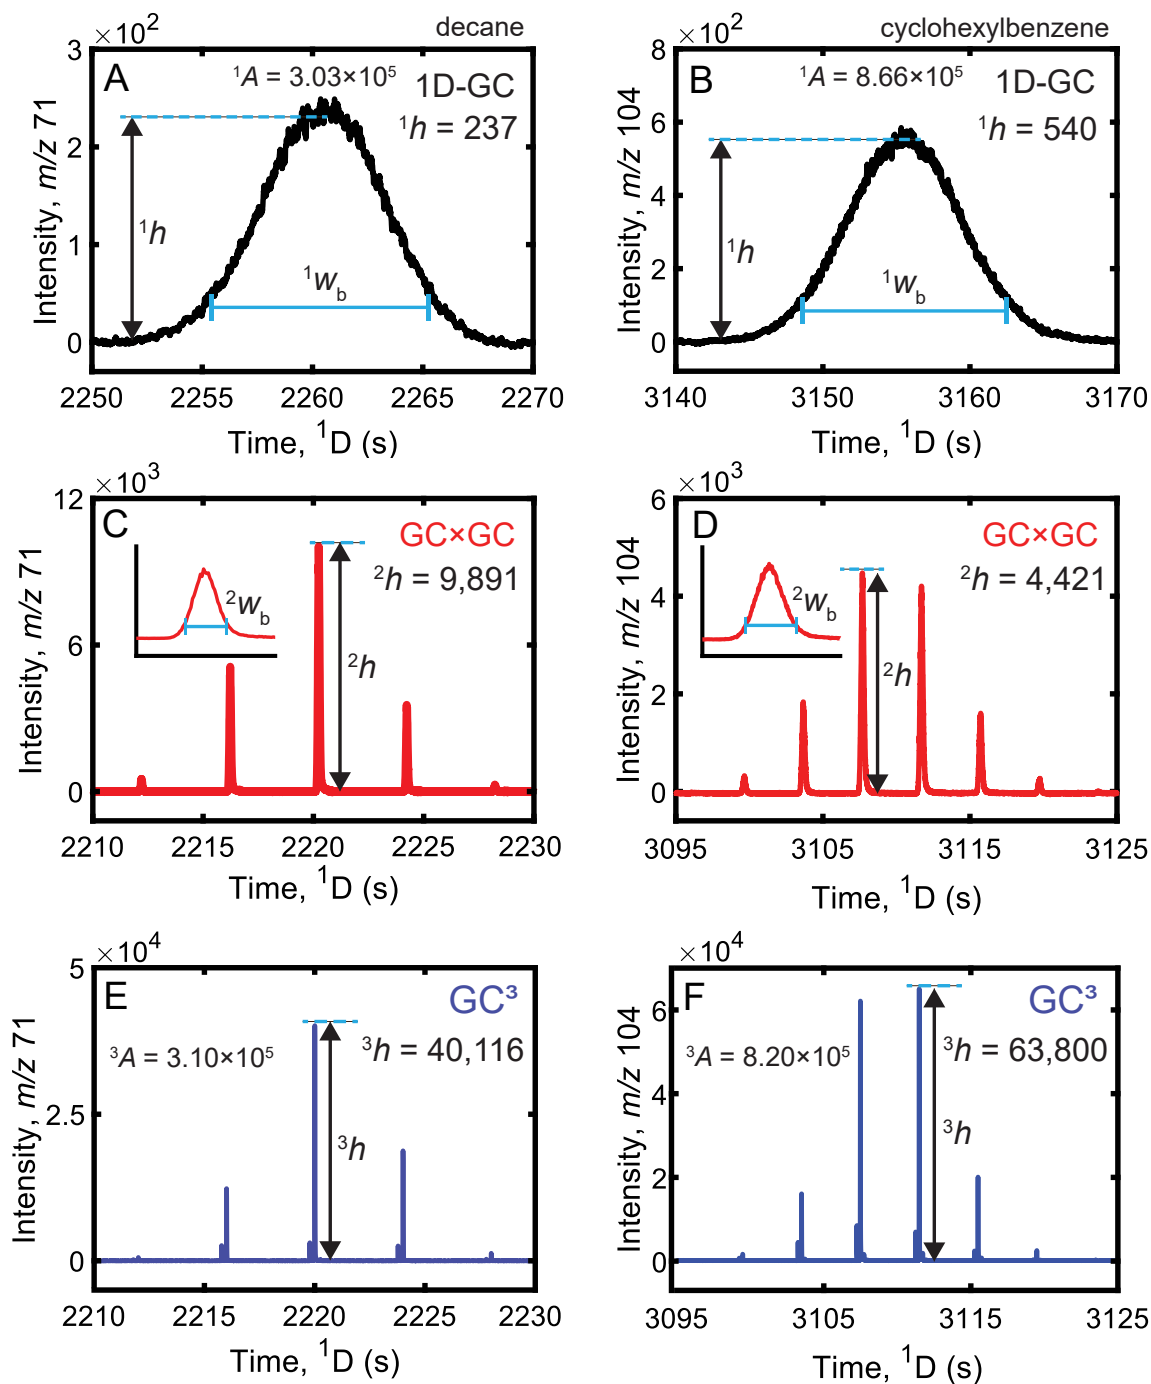 ×10² decane
A ¹A = 3.03×10⁵ 1D-GC
¹h = 237
¹h
¹w_b
Intensity, m/z 71
3
2
1
0
2250 2255 2260 2265 2270
Time, ¹D (s)
×10² cyclohexylbenzene
B ¹A = 8.66×10⁵ 1D-GC
¹h = 540
¹h
¹w_b
Intensity, m/z 104
8
6
4
2
0
3140 3150 3160 3170
Time, ¹D (s)
×10³
C GC×GC
²h = 9,891
²w_b
²h
Intensity, m/z 71
12
6
0
2210 2215 2220 2225 2230
Time, ¹D (s)
×10³
D GC×GC
²h = 4,421
²w_b
²h
Intensity, m/z 104
6
4
2
0
3095 3105 3115 3125
Time, ¹D (s)
×10⁴
E GC³
³A = 3.10×10⁵ ³h = 40,116
³h
Intensity, m/z 71
5
2.5
0
2210 2215 2220 2225 2230
Time, ¹D (s)
×10⁴
F GC³
³A = 8.20×10⁵ ³h = 63,800
³h
Intensity, m/z 104
6
4
2
0
3095 3105 3115 3125
Time, ¹D (s)